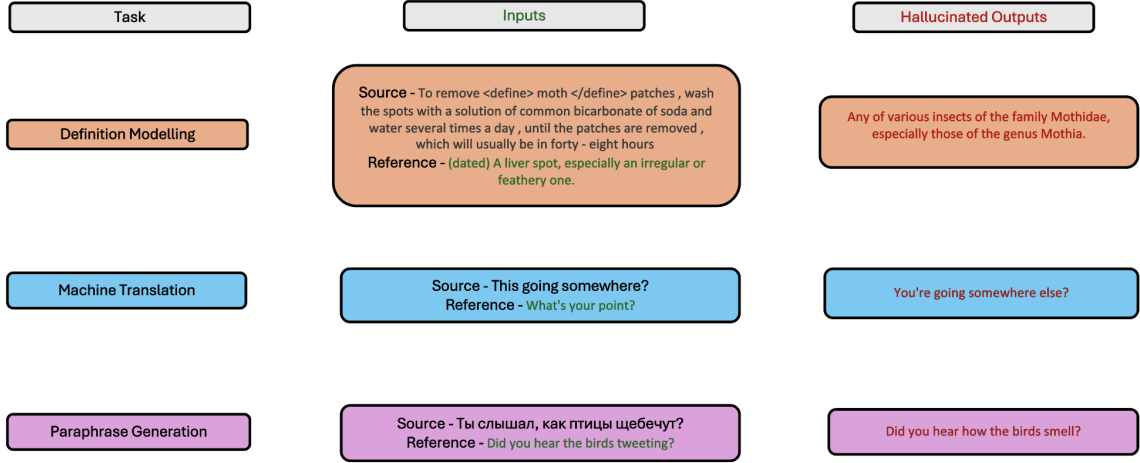 Task
Inputs
Hallucinated Outputs
Definition Modelling
Source - To remove <define> moth </define> patches , wash
the spots with a solution of common bicarbonate of soda and
water several times a day , until the patches are removed ,
which will usually be in forty - eight hours
Reference - (dated) A liver spot, especially an irregular or
feathery one.
Any of various insects of the family Mothidae,
especially those of the genus Mothia.
Machine Translation
Source - This going somewhere?
Reference - What's your point?
You're going somewhere else?
Paraphrase Generation
Source - Ты слышал, как птицы щебечут?
Reference - Did you hear the birds tweeting?
Did you hear how the birds smell?